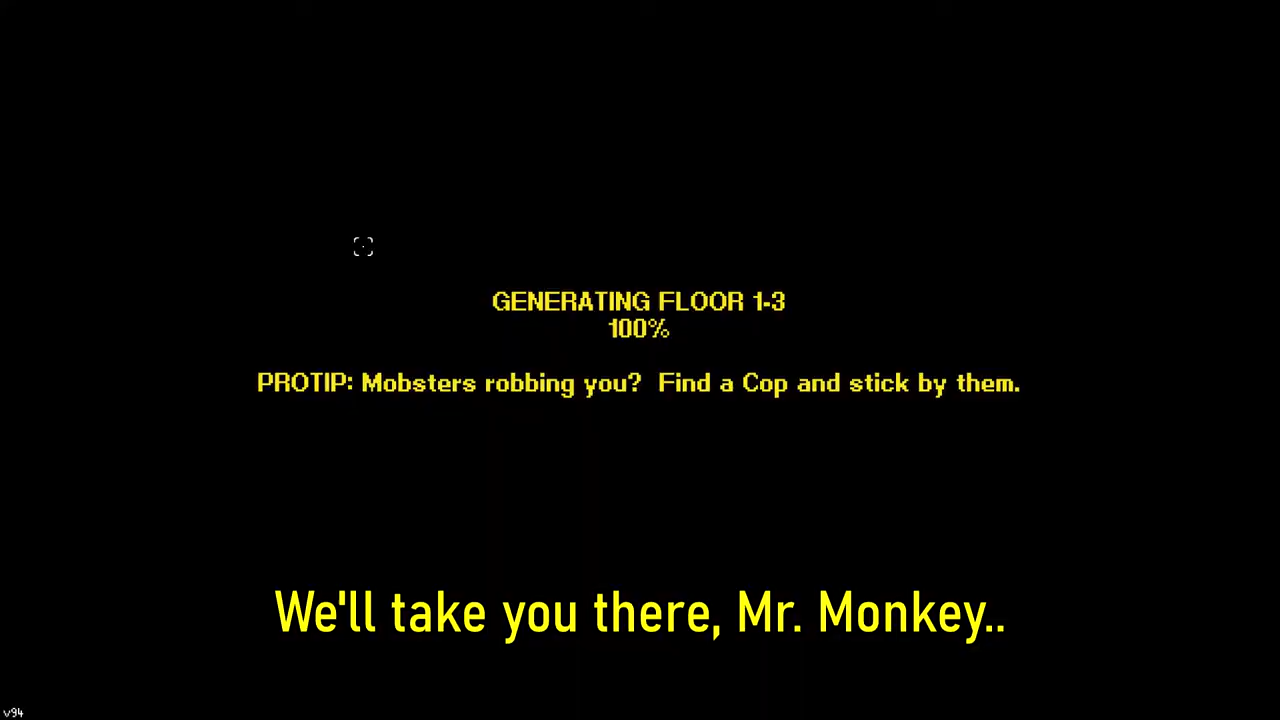 GENERATING FLOOR 1-3
100%
PROTIP: Mobsters robbing you?  Find a Cop and stick by them.
We'll take you there, Mr. Monkey..
v94